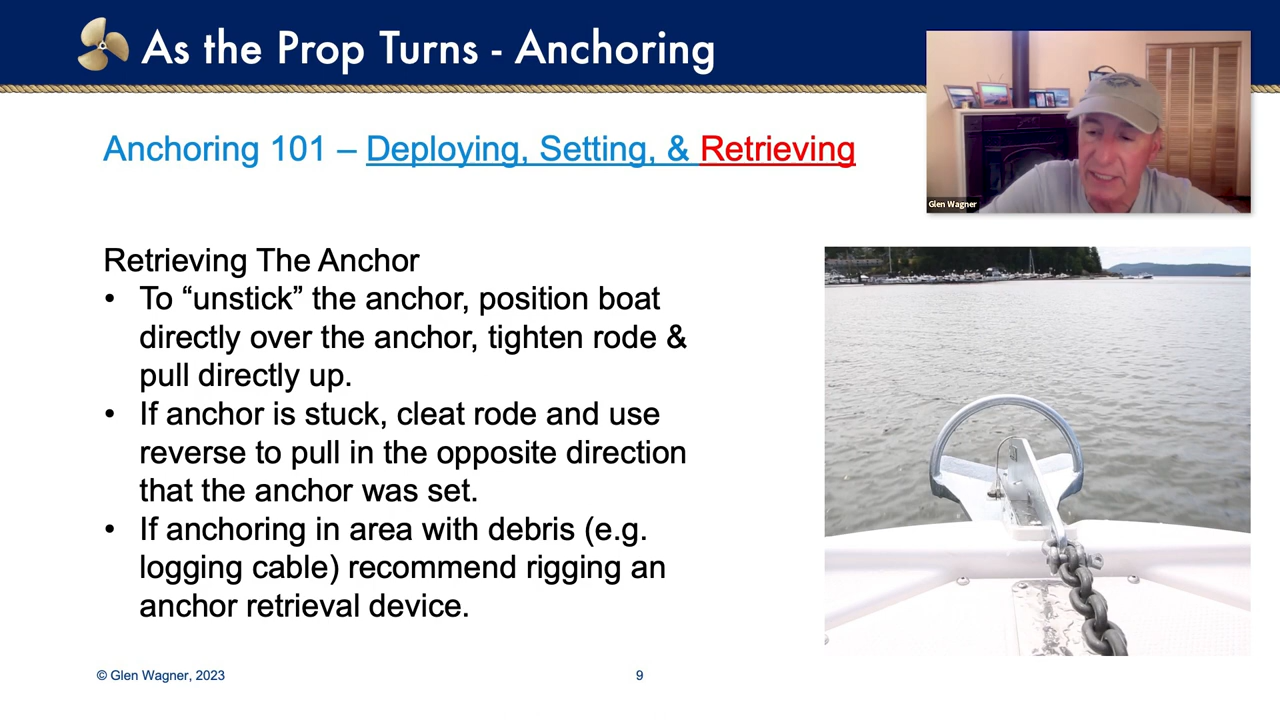 As the Prop Turns - Anchoring
Glen Wagner
Anchoring 101 – Deploying, Setting, & Retrieving
Retrieving The Anchor
• To “unstick” the anchor, position boat
directly over the anchor, tighten rode &
pull directly up.
• If anchor is stuck, cleat rode and use
reverse to pull in the opposite direction
that the anchor was set.
• If anchoring in area with debris (e.g.
logging cable) recommend rigging an
anchor retrieval device.
© Glen Wagner, 2023
9